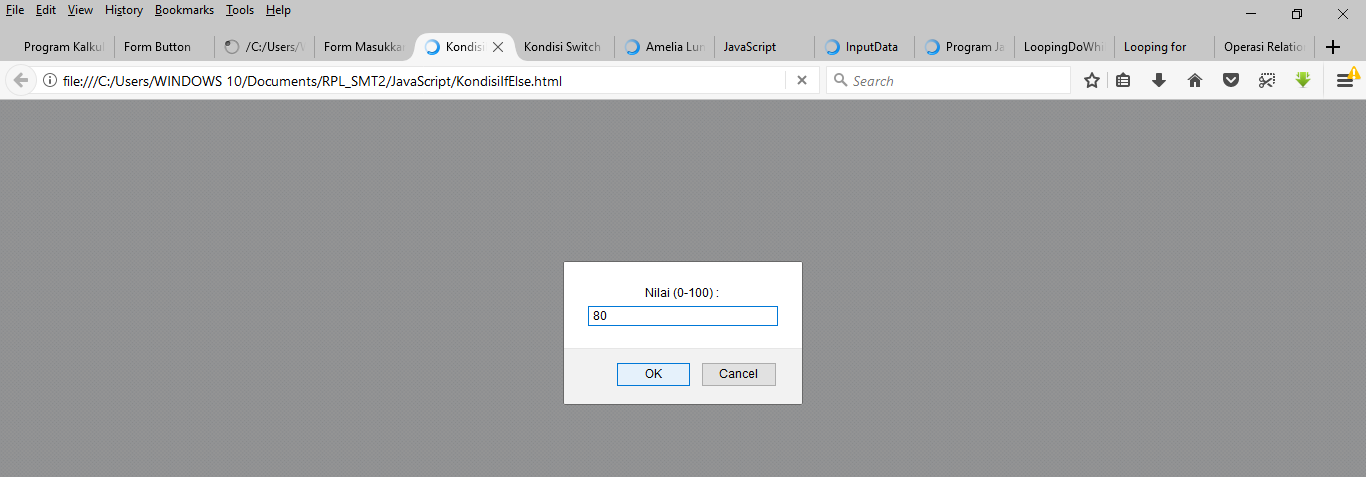 File Edit View History Bookmarks Tools Help
Program Kalkul Form Button /C:/Users/W Form Masukkan Kondisi Kondisi Switch Amelia Lun JavaScript InputData Program Ja LoopingDoWhi Looping for Operasi Relation
file:///C:/Users/WINDOWS 10/Documents/RPL_SMT2/JavaScript/KondisiIfElse.html Search
Nilai (0-100) :
80
OK Cancel